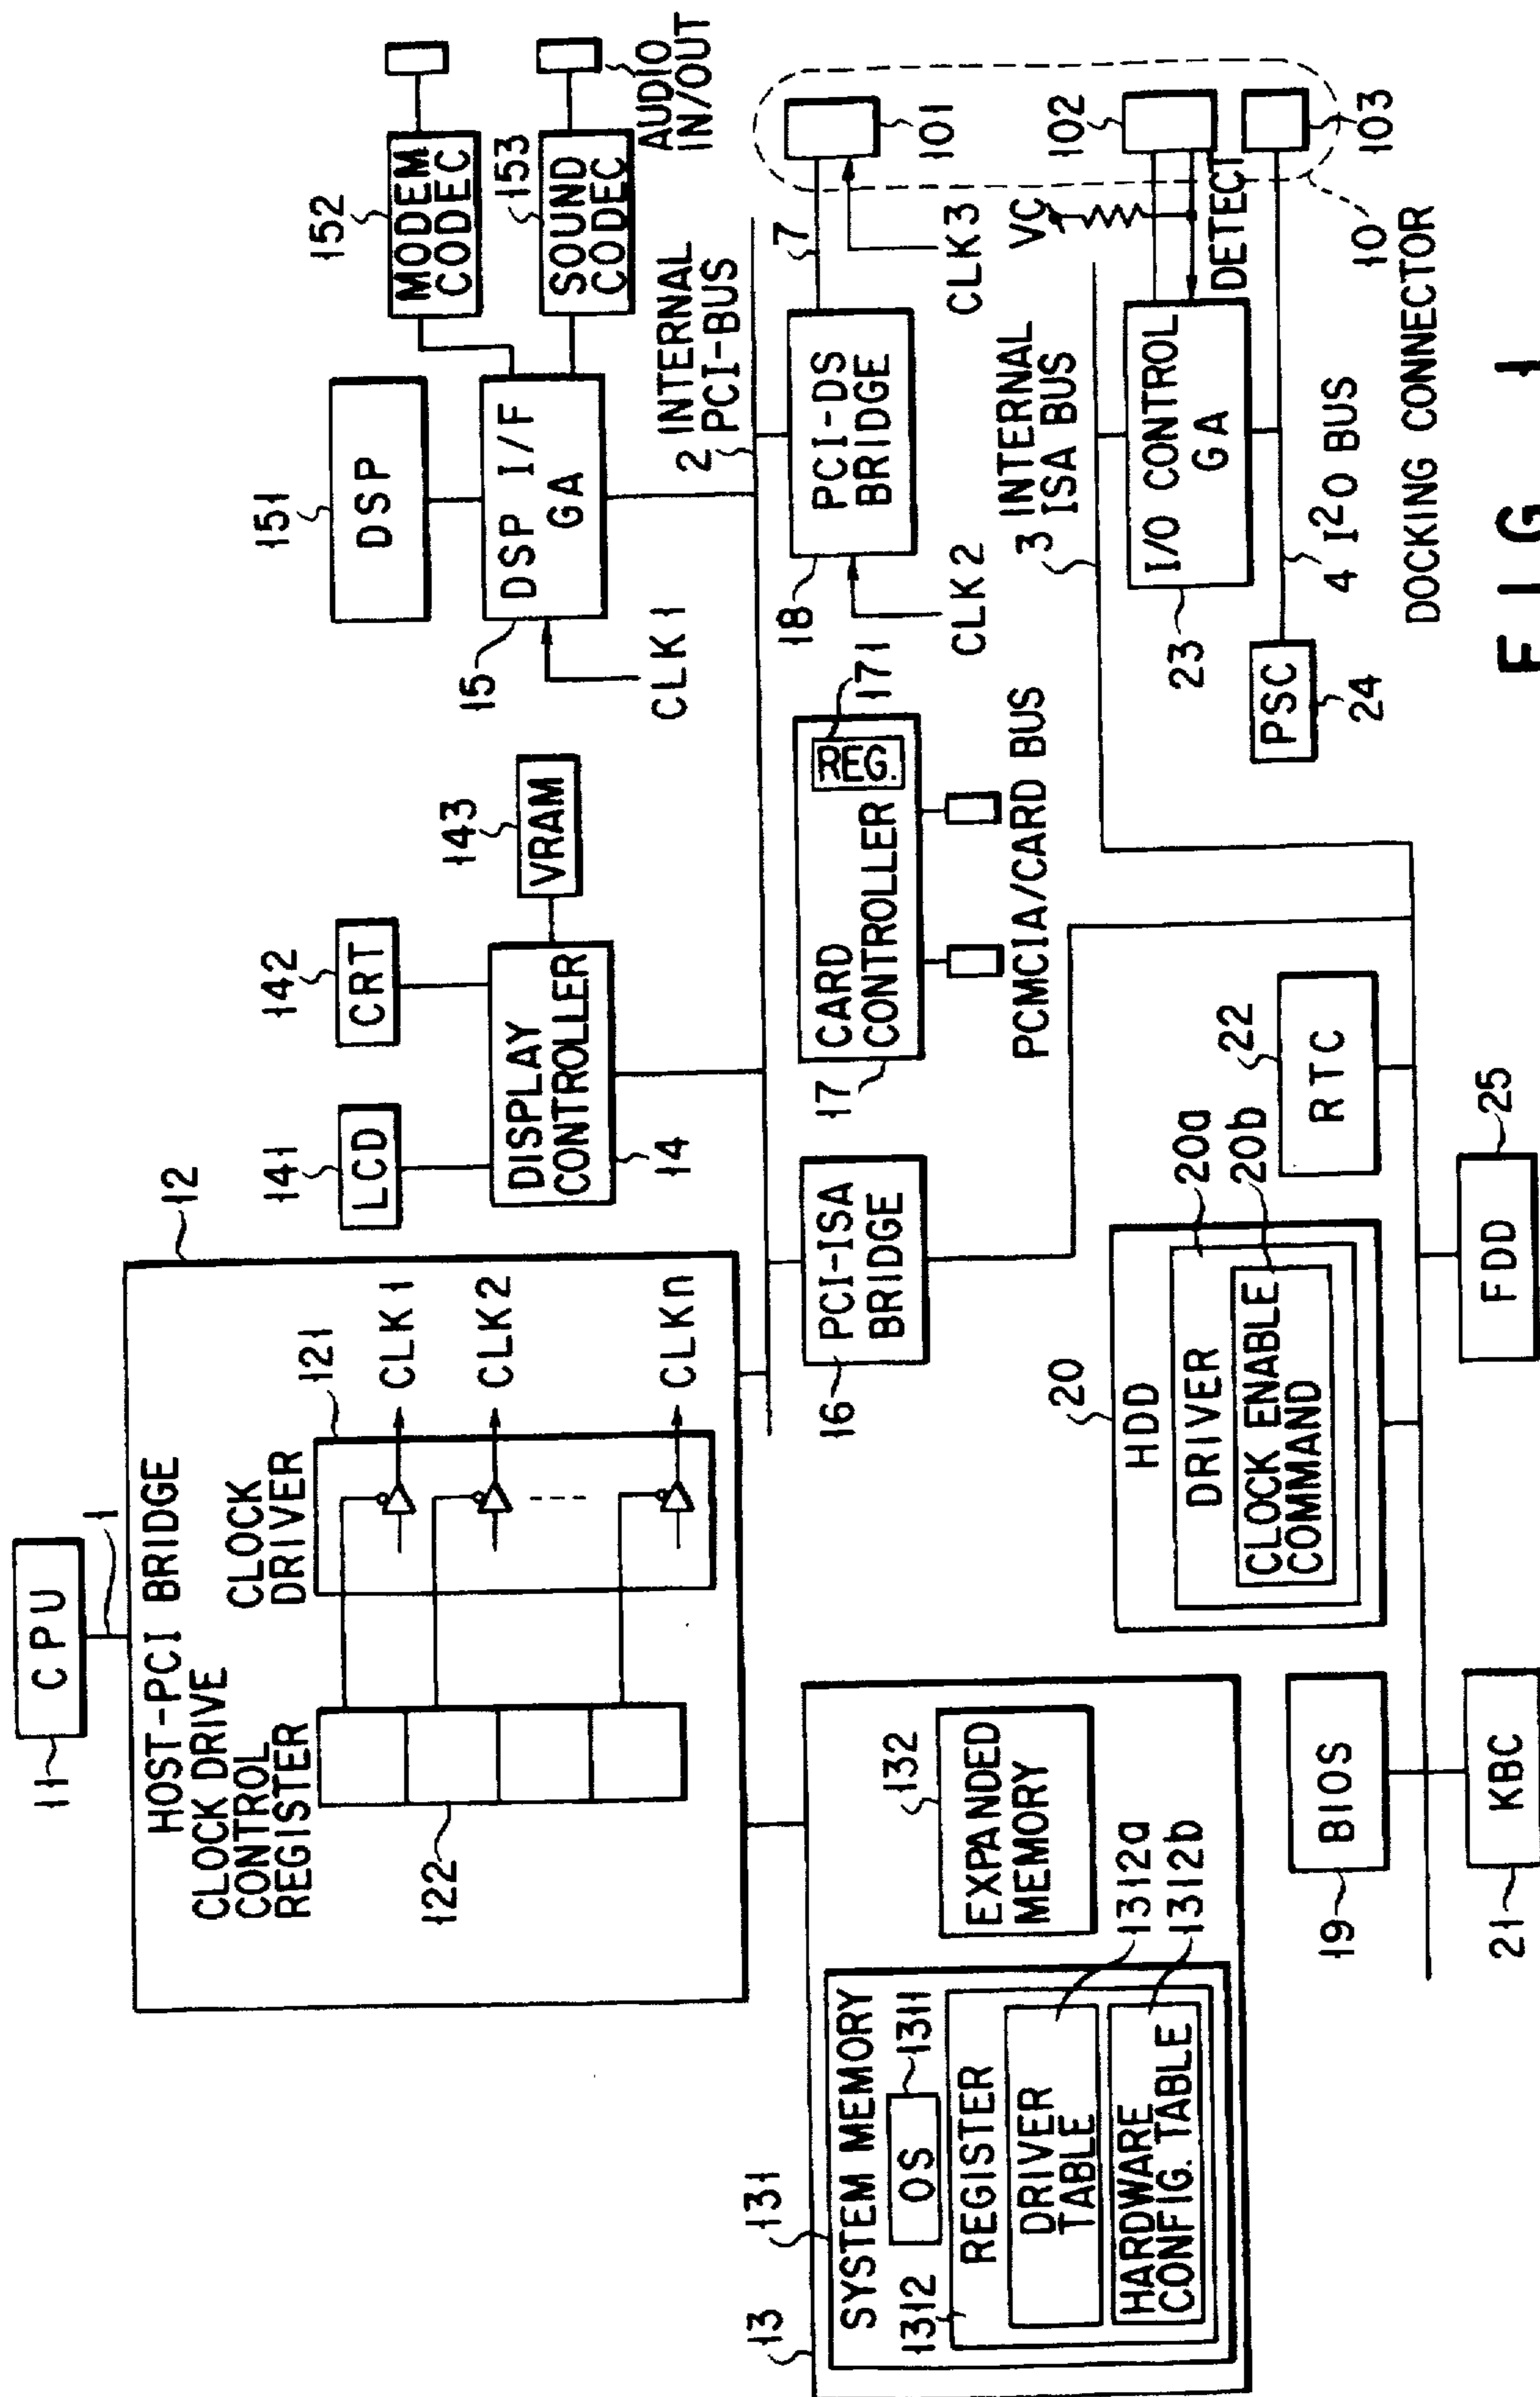 11
CPU
1
12
HOST-PCI BRIDGE
CLOCK DRIVE
CONTROL
REGISTER
CLOCK
DRIVER
121
122
CLK1
CLK2
CLKn
141
LCD
142
CRT
143
VRAM
DISPLAY
CONTROLLER
14
151
DSP
152
MODEM
CODEC
153
SOUND
CODEC
AUDIO
IN/OUT
15
DSP I/F
GA
CLK1
2
INTERNAL
PCI-BUS
13
131
SYSTEM MEMORY
OS
1311
1312
REGISTER
DRIVER
TABLE
HARDWARE
CONFIG. TABLE
132
EXPANDED
MEMORY
1312a
1312b
16
PCI-ISA
BRIDGE
17
CARD
CONTROLLER
REG.
171
PCMCIA/CARD BUS
18
PCI-DS
BRIDGE
CLK2
7
CLK3
101
3
INTERNAL
ISA BUS
VC
102
DETECT
I/O CONTROL
GA
23
PSC
24
4
I²O BUS
103
10
DOCKING CONNECTOR
20
HDD
DRIVER
CLOCK ENABLE
COMMAND
20a
20b
22
RTC
19
BIOS
21
KBC
FDD
25
FIG. 1